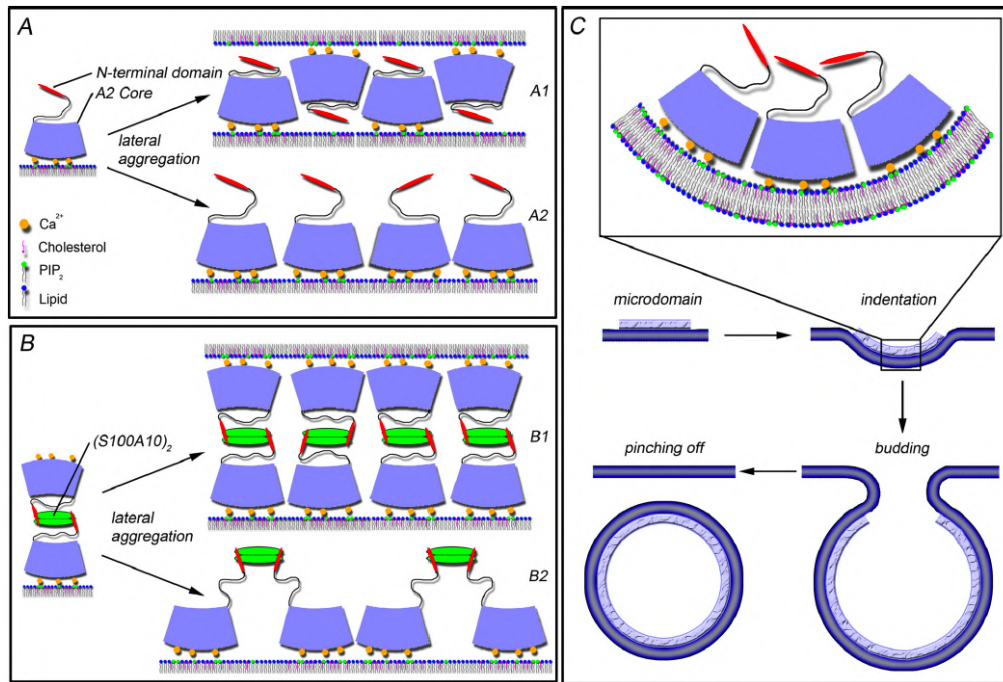 A
N-terminal domain
A2 Core
lateral
aggregation
A1
A2
Ca2+
Cholesterol
PIP2
Lipid
B
(S100A10)2
lateral
aggregation
B1
B2
C
microdomain
indentation
pinching off
budding